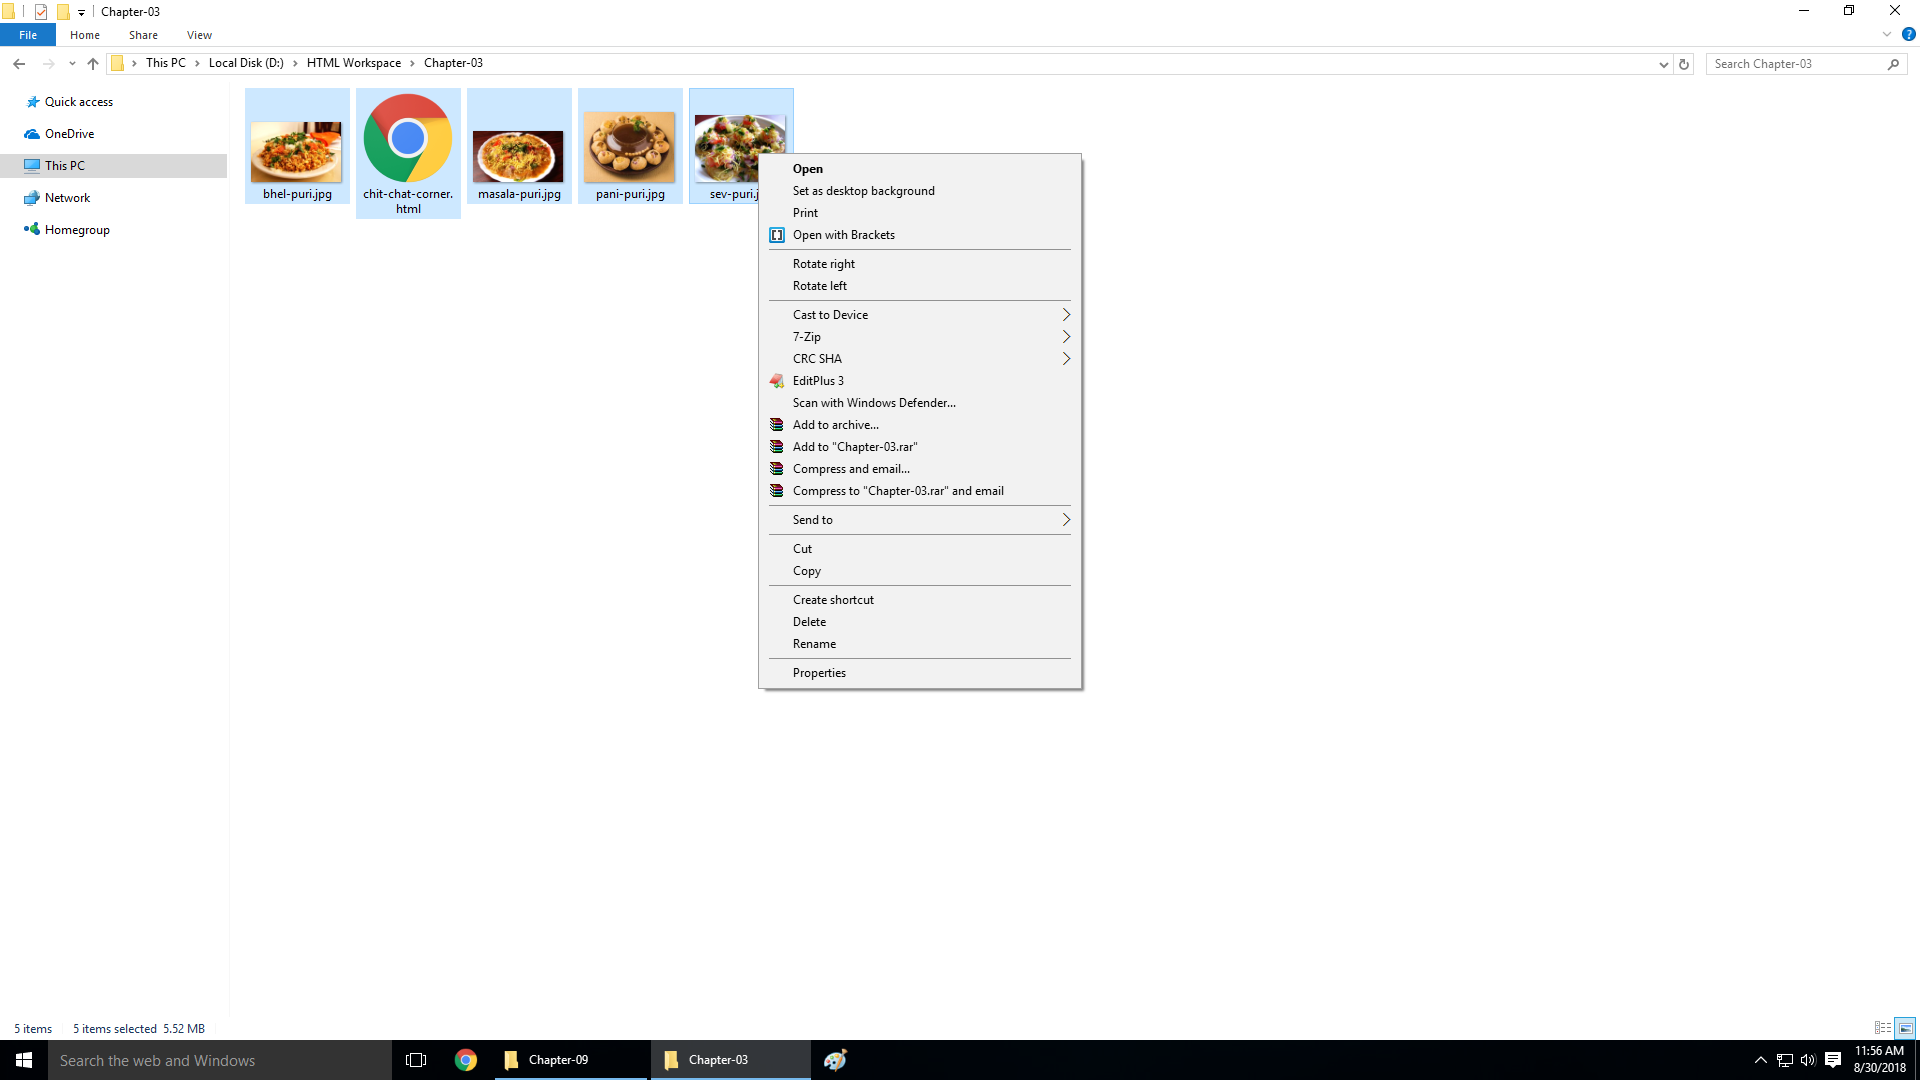 Chapter-03
File Home Share View
This PC Local Disk (D:) HTML Workspace Chapter-03
Search Chapter-03
Quick access
OneDrive
This PC
Network
Homegroup
bhel-puri.jpg
chit-chat-corner.
html
masala-puri.jpg
pani-puri.jpg
sev-puri.j
Open
Set as desktop background
Print
Open with Brackets
Rotate right
Rotate left
Cast to Device
7-Zip
CRC SHA
EditPlus 3
Scan with Windows Defender...
Add to archive...
Add to "Chapter-03.rar"
Compress and email...
Compress to "Chapter-03.rar" and email
Send to
Cut
Copy
Create shortcut
Delete
Rename
Properties
5 items 5 items selected 5.52 MB
Search the web and Windows
Chapter-09
Chapter-03
11:56 AM
8/30/2018